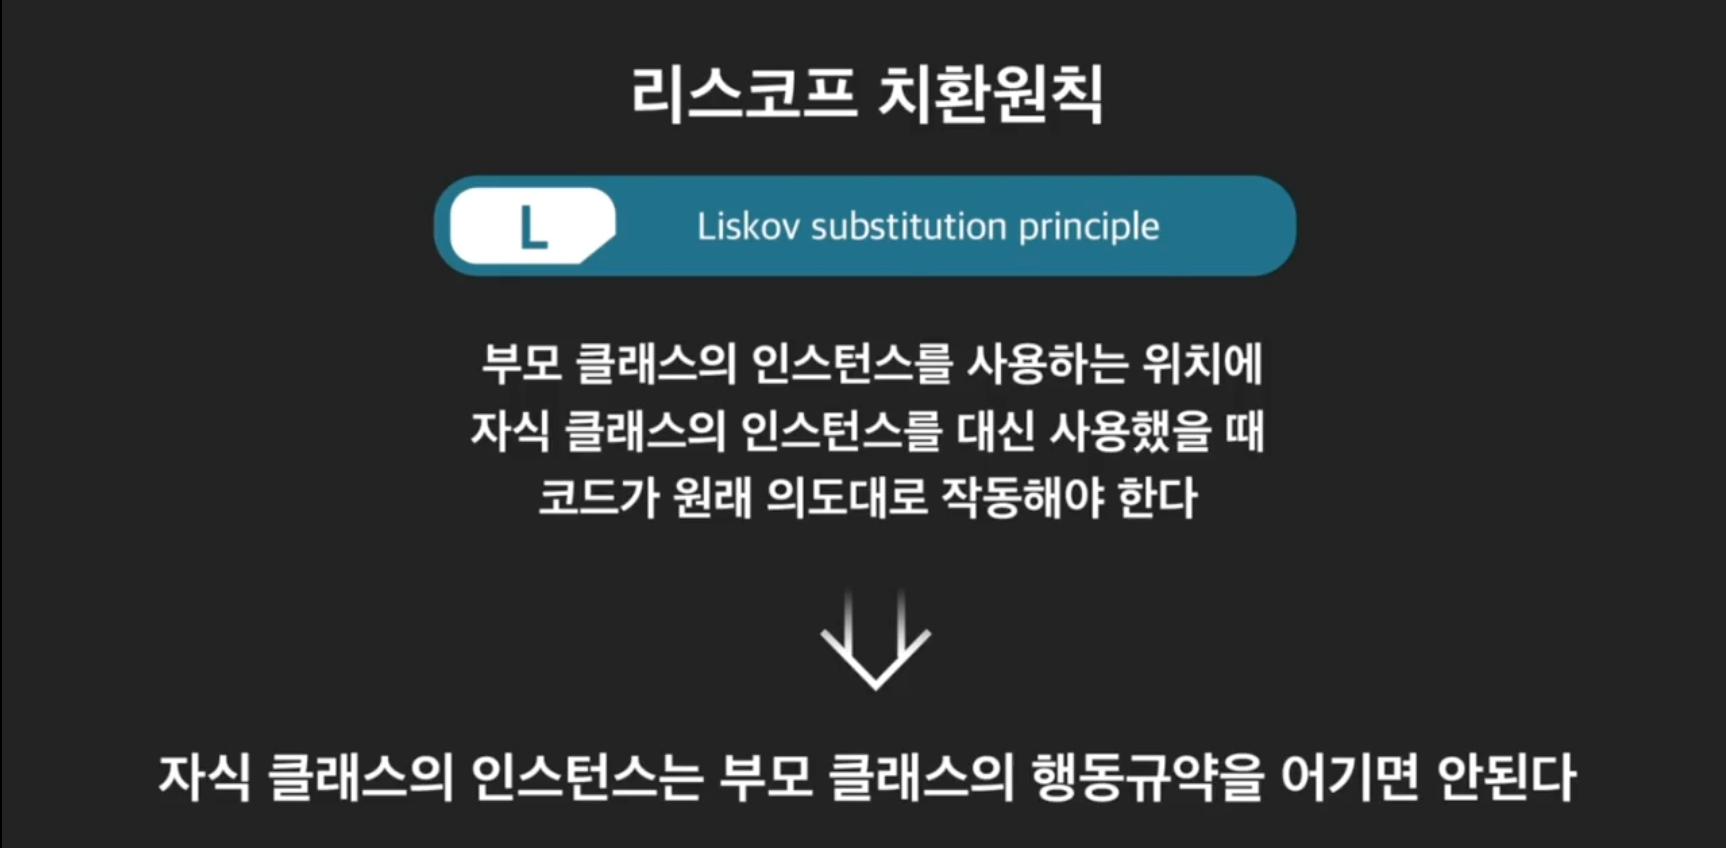 리스코프 치환원칙
L
Liskov substitution principle
부모 클래스의 인스턴스를 사용하는 위치에
자식 클래스의 인스턴스를 대신 사용했을 때
코드가 원래 의도대로 작동해야 한다
자식 클래스의 인스턴스는 부모 클래스의 행동규약을 어기면 안된다